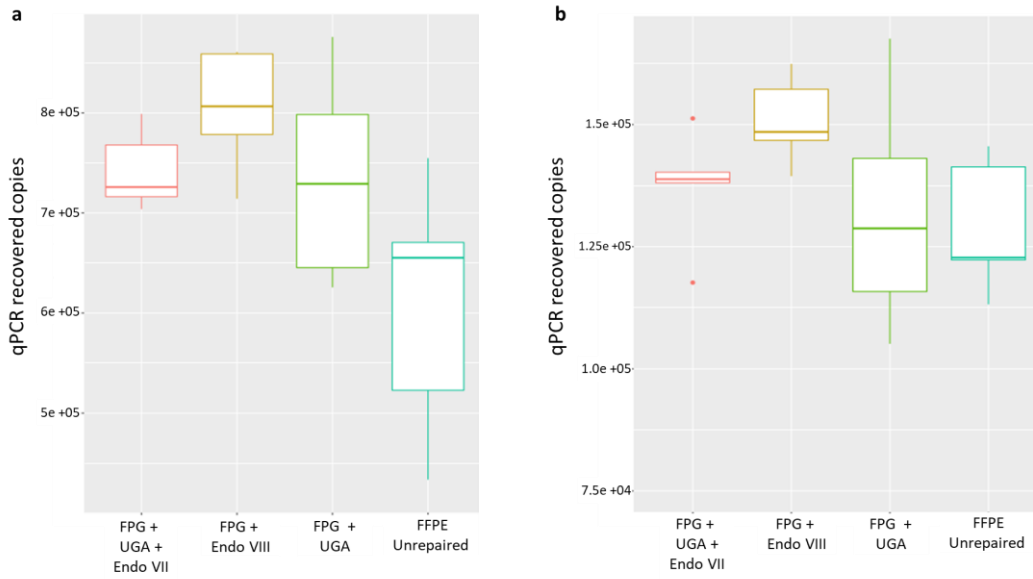 a
qPCR recovered copies
8e +05
7e +05
6e +05
5e +05
FPG +
UGA +
Endo VII
FPG +
Endo VIII
FPG +
UGA
FFPE
Unrepaired
b
qPCR recovered copies
1.5e +05
125e +05
1.0e +05
7.5e +04
FPG +
UGA +
Endo VII
FPG +
Endo VIII
FPG +
UGA
FFPE
Unrepaired